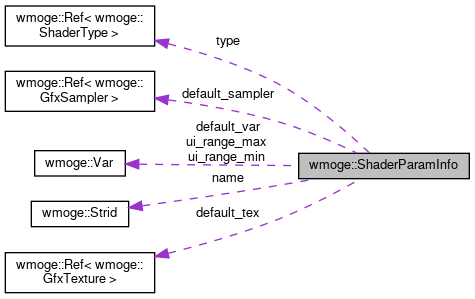 wmoge::Ref< wmoge::
ShaderType >
type
wmoge::Ref< wmoge::
GfxSampler >
default_sampler
default_var
ui_range_max
ui_range_min
wmoge::Var
wmoge::ShaderParamInfo
name
wmoge::Strid
default_tex
wmoge::Ref< wmoge::
GfxTexture >